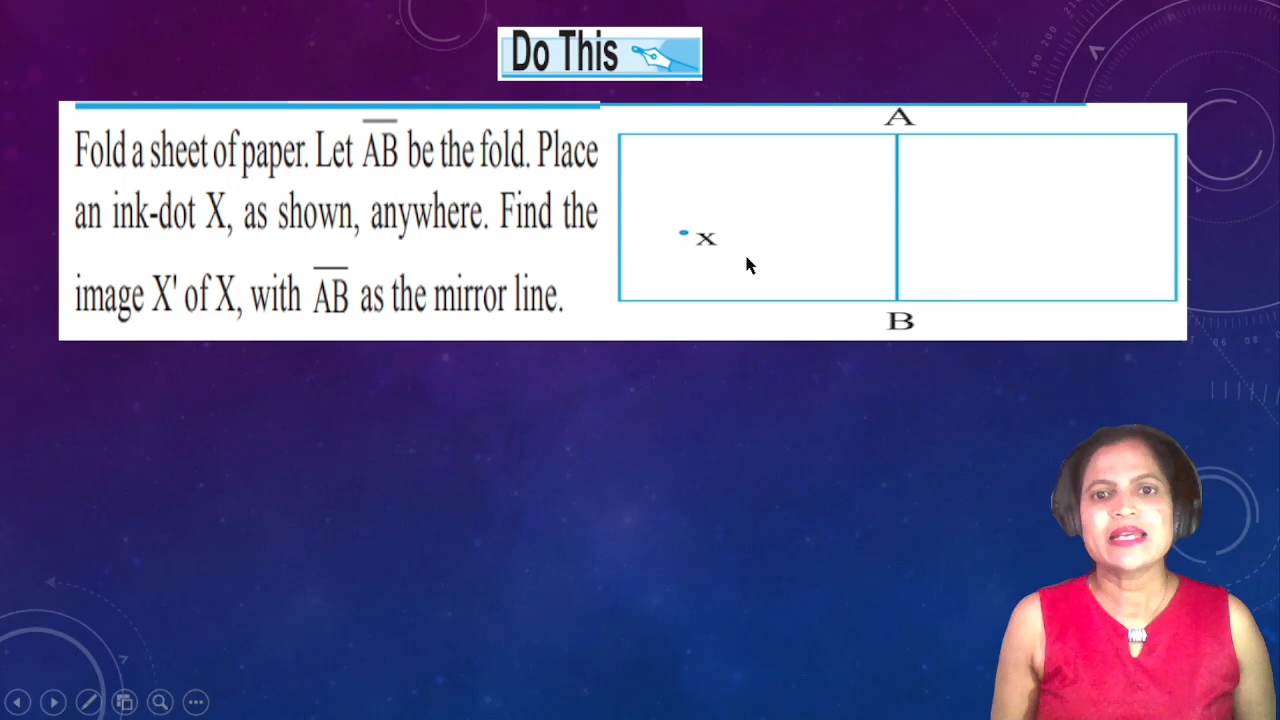 Do This
Fold a sheet of paper. Let AB be the fold. Place
an ink-dot X, as shown, anywhere. Find the
image X' of X, with AB as the mirror line.
A
x
B